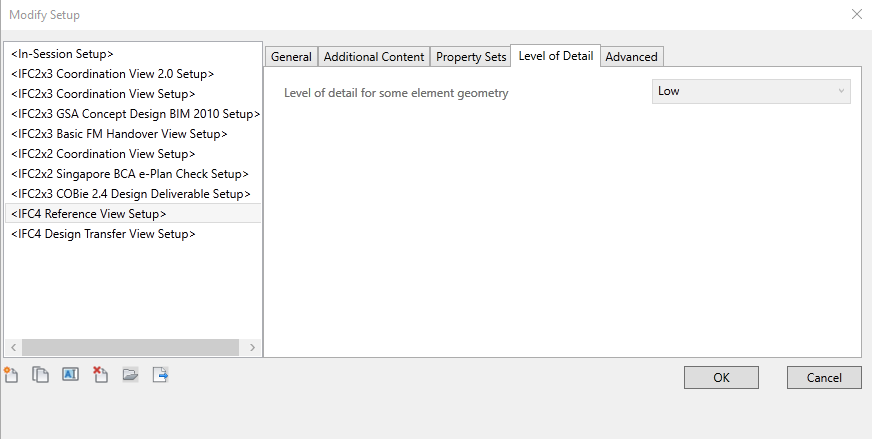 Modify Setup
<In-Session Setup>
<IFC2x3 Coordination View 2.0 Setup>
<IFC2x3 Coordination View Setup>
<IFC2x3 GSA Concept Design BIM 2010 Setup>
<IFC2x3 Basic FM Handover View Setup>
<IFC2x2 Coordination View Setup>
<IFC2x2 Singapore BCA e-Plan Check Setup>
<IFC2x3 COBie 2.4 Design Deliverable Setup>
<IFC4 Reference View Setup>
<IFC4 Design Transfer View Setup>
General Additional Content Property Sets Level of Detail Advanced
Level of detail for some element geometry Low
OK Cancel